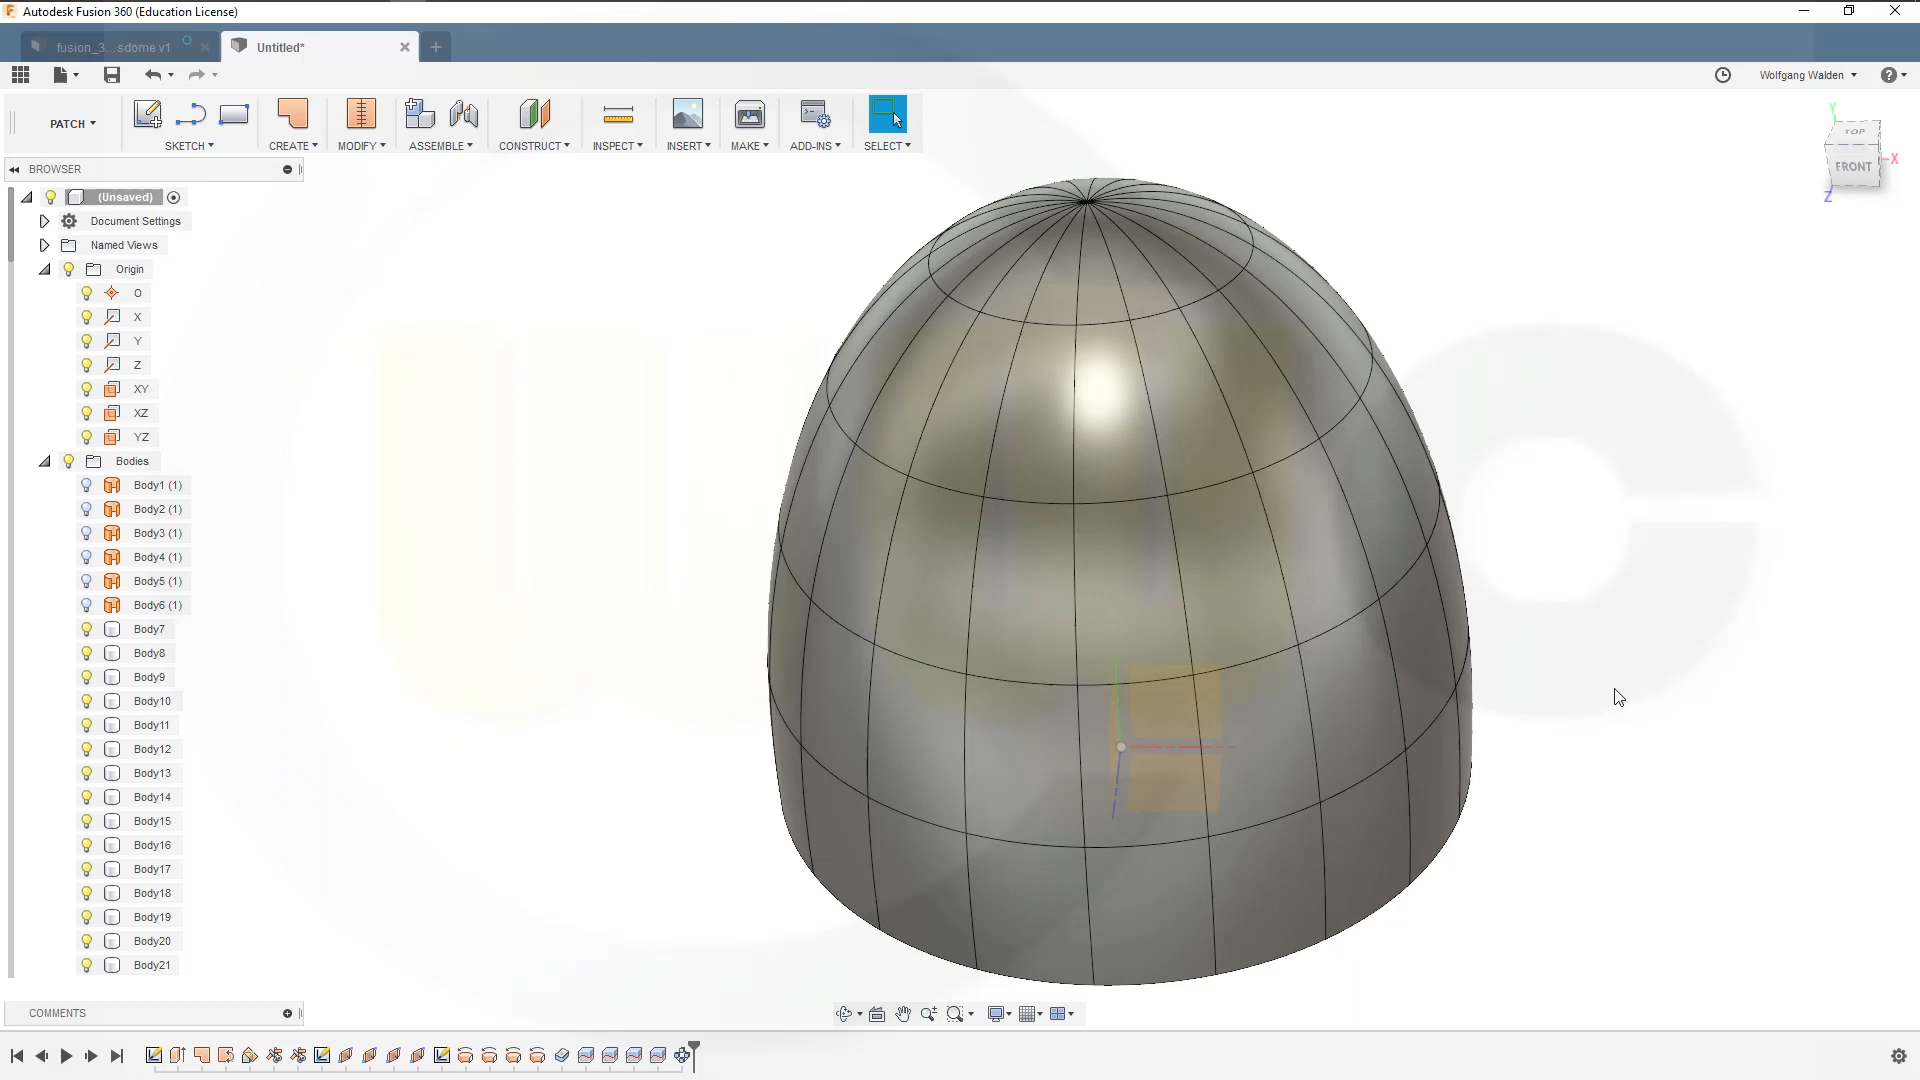 Autodesk Fusion 360 (Education License)
fusion_3...sdome v1
Untitled*
Wolfgang Walden
PATCH
SKETCH
CREATE
MODIFY
ASSEMBLE
CONSTRUCT
INSPECT
INSERT
MAKE
ADD-INS
SELECT
Y
TOP
FRONT
X
Z
BROWSER
(Unsaved)
Document Settings
Named Views
Origin
O
X
Y
Z
XY
XZ
YZ
Bodies
Body1 (1)
Body2 (1)
Body3 (1)
Body4 (1)
Body5 (1)
Body6 (1)
Body7
Body8
Body9
Body10
Body11
Body12
Body13
Body14
Body15
Body16
Body17
Body18
Body19
Body20
Body21
COMMENTS